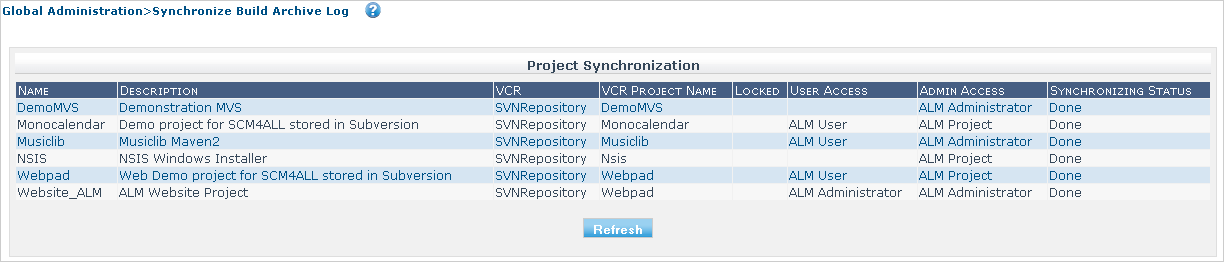 Global Administration>Synchronize Build Archive Log ?
Project Synchronization
Name Description VCR VCR Project Name Locked User Access Admin Access Synchronizing Status
DemoMVS Demonstration MVS SVNRepository DemoMVS ALM Administrator Done
Monocalendar Demo project for SCM4ALL stored in Subversion SVNRepository Monocalendar ALM User ALM Project Done
Musiclib Musiclib Maven2 SVNRepository Musiclib ALM User ALM Administrator Done
NSIS NSIS Windows Installer SVNRepository Nsis ALM Project Done
Webpad Web Demo project for SCM4ALL stored in Subversion SVNRepository Webpad ALM User ALM Project Done
Website_ALM ALM Website Project SVNRepository Webpad ALM Administrator ALM Administrator Done
Refresh